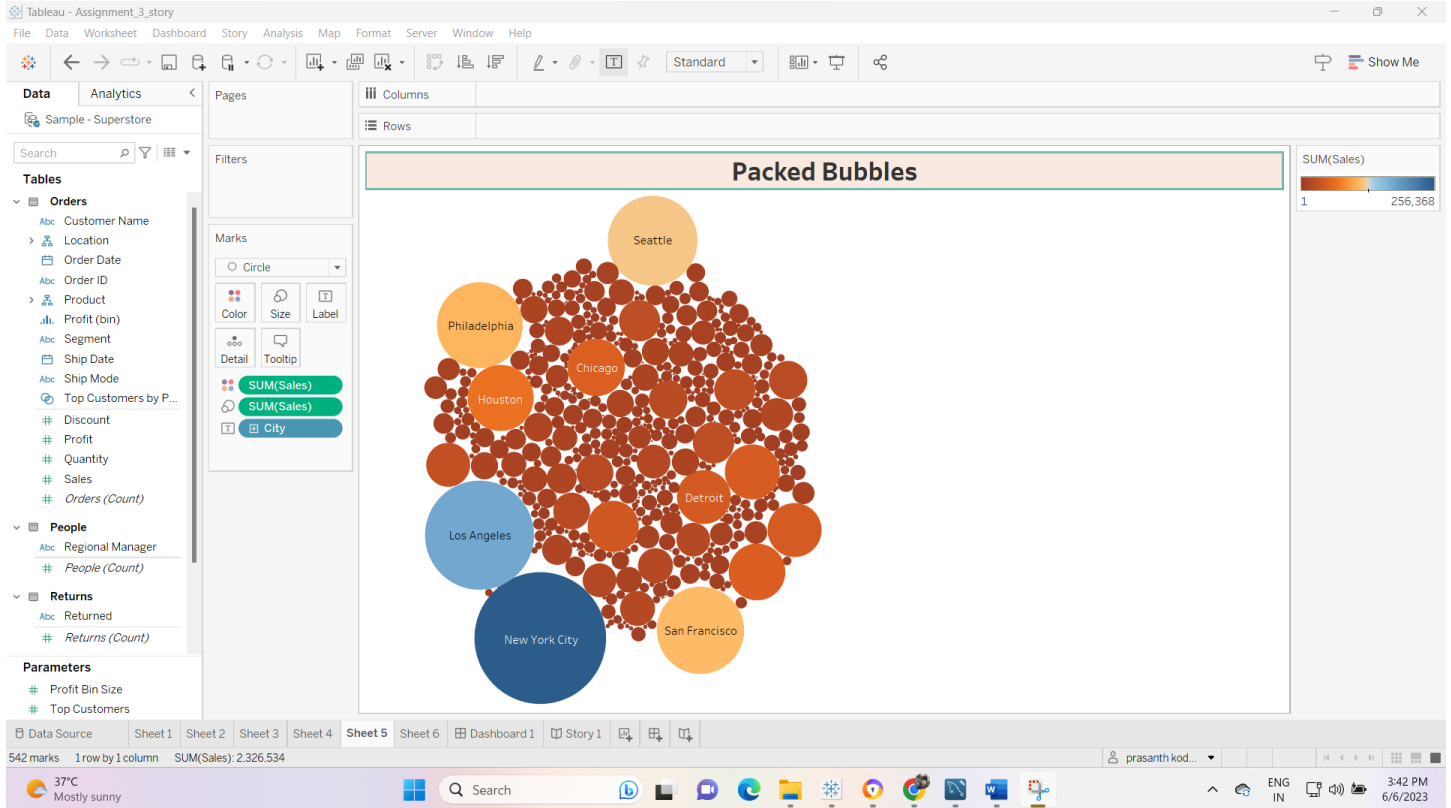 Tableau - Assignment_3_story
File Data Worksheet Dashboard Story Analysis Map Format Server Window Help
Standard
Show Me
Data Analytics
Sample - Superstore
Search
Tables
Orders
Abc Customer Name
Location
Order Date
Abc Order ID
Product
Profit (bin)
Abc Segment
Ship Date
Abc Ship Mode
Top Customers by P...
# Discount
# Profit
# Quantity
# Sales
# Orders (Count)
People
Abc Regional Manager
# People (Count)
Returns
Abc Returned
# Returns (Count)
Parameters
# Profit Bin Size
# Top Customers
Pages
Filters
Marks
Circle
Color Size Label
Detail Tooltip
SUM(Sales)
SUM(Sales)
City
Columns
Rows
Packed Bubbles
Seattle
Philadelphia
Chicago
Houston
Detroit
Los Angeles
San Francisco
New York City
SUM(Sales)
1 256,368
Data Source Sheet 1 Sheet 2 Sheet 3 Sheet 4 Sheet 5 Sheet 6 Dashboard 1 Story 1
542 marks 1 row by 1 column SUM(Sales): 2.326.534
prasanth kod...
37°C
Mostly sunny
Search
ENG
IN
3:42 PM
6/6/2023